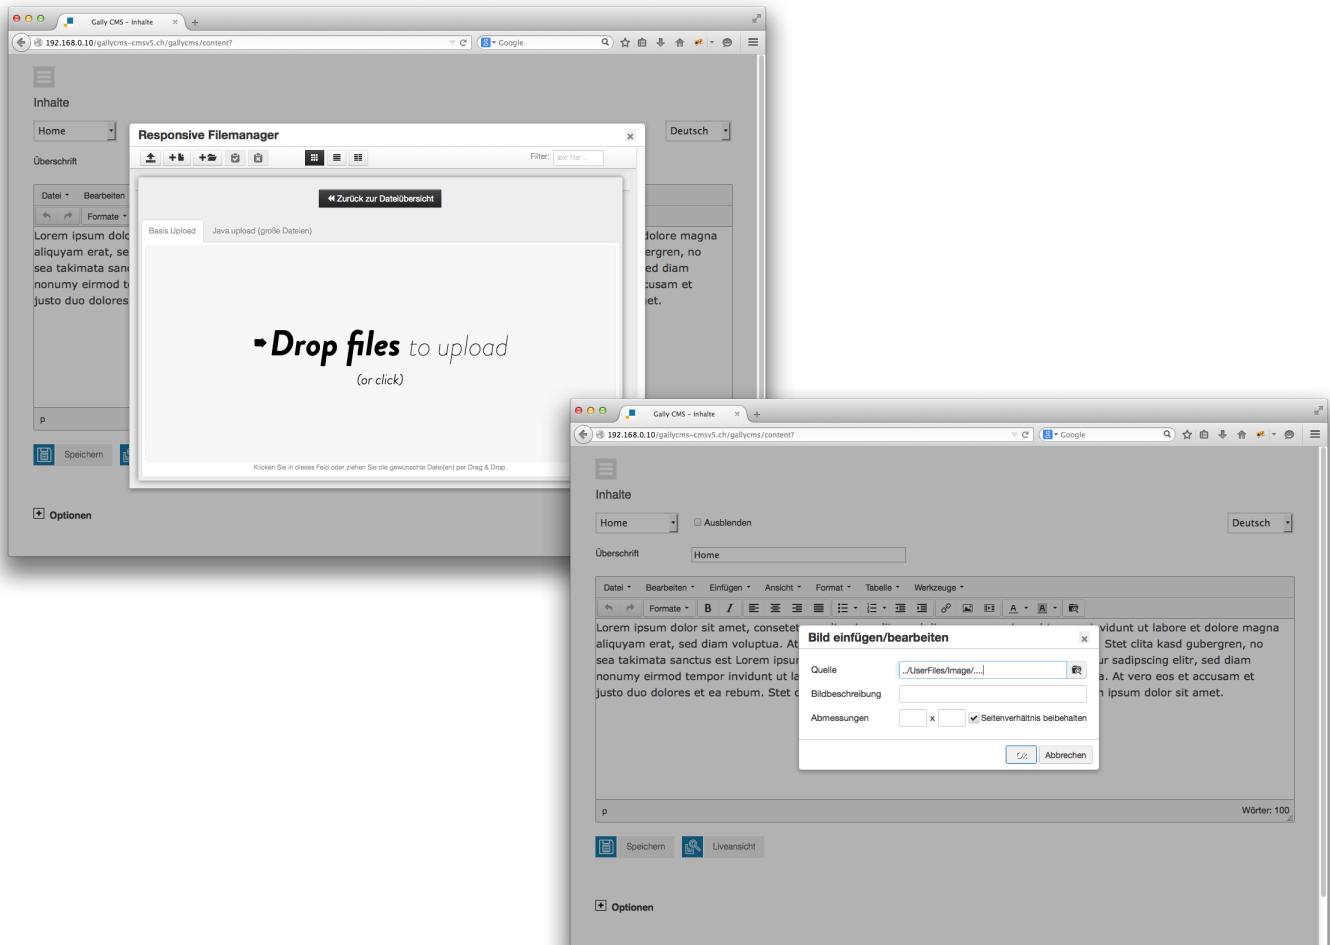 Gally CMS – Inhalte
192.168.0.10/gallycms-cmsv5.ch/gallycms/content?
Google
Inhalte
Home
Deutsch
Überschrift
Responsive Filemanager
Filter: text filter...
Zurück zur Dateiübersicht
Basis Upload
Java upload (große Dateien)
Drop files to upload
(or click)
Klicken Sie in dieses Feld oder ziehen Sie die gewünschte Datei(en) per Drag & Drop.
Datei
Bearbeiten
Formate
Lorem ipsum dolo
dolore magna
aliquyam erat, se
ergren, no
sea takimata san
ed diam
nonumy eirmod t
cusam et
justo duo dolores
et.
p
Speichern
Optionen
Gally CMS – Inhalte
192.168.0.10/gallycms-cmsv5.ch/gallycms/content?
Google
Inhalte
Home
Ausblenden
Deutsch
Überschrift
Home
Datei Bearbeiten Einfügen Ansicht Format Tabelle Werkzeuge
Formate B I A A
Lorem ipsum dolor sit amet, consetet
vidunt ut labore et dolore magna
aliquyam erat, sed diam voluptua. At
Stet clita kasd gubergren, no
sea takimata sanctus est Lorem ipsur
ur sadipscing elitr, sed diam
nonumy eirmod tempor invidunt ut la
a. At vero eos et accusam et
justo duo dolores et ea rebum. Stet c
ipsum dolor sit amet.
Bild einfügen/bearbeiten
Quelle
../UserFiles/Image/....
Bildbeschreibung
Abmessungen
x
Seitenverhältnis beibehalten
Ok
Abbrechen
p
Wörter: 100
Speichern
Liveansicht
Optionen